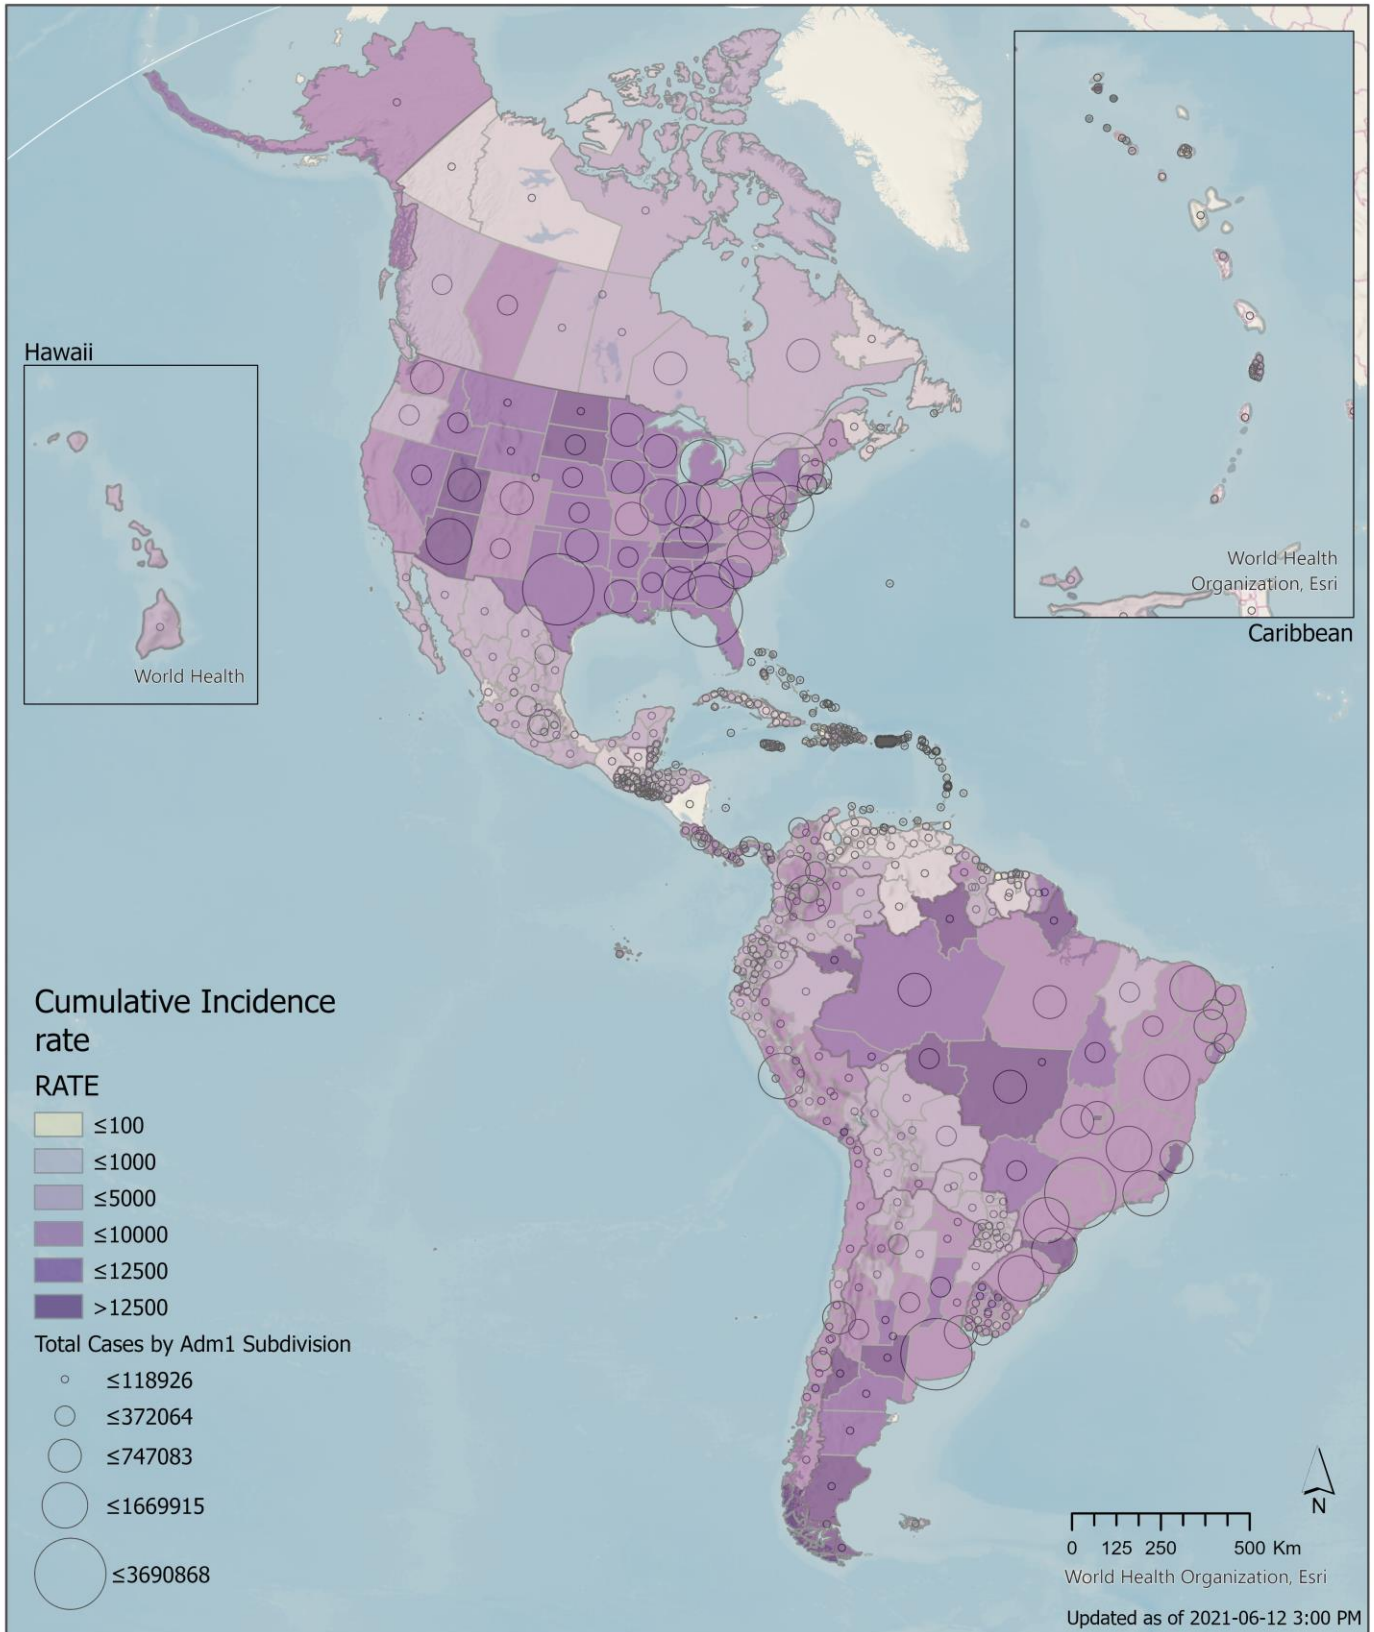 Hawaii
World Health
World Health
Organization, Esri
Caribbean
Cumulative Incidence
rate
RATE
≤100
≤1000
≤5000
≤10000
≤12500
>12500
Total Cases by Adm1 Subdivision
≤118926
≤372064
≤747083
≤1669915
≤3690868
N
0 125 250 500 Km
World Health Organization, Esri
Updated as of 2021-06-12 3:00 PM